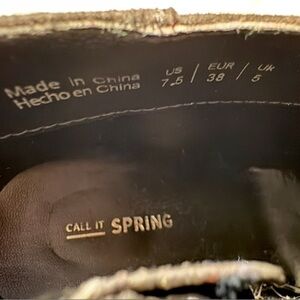 Made in China
Hecho en China
US / EUR / UK
7.5 / 38 / 5
CALL IT SPRING